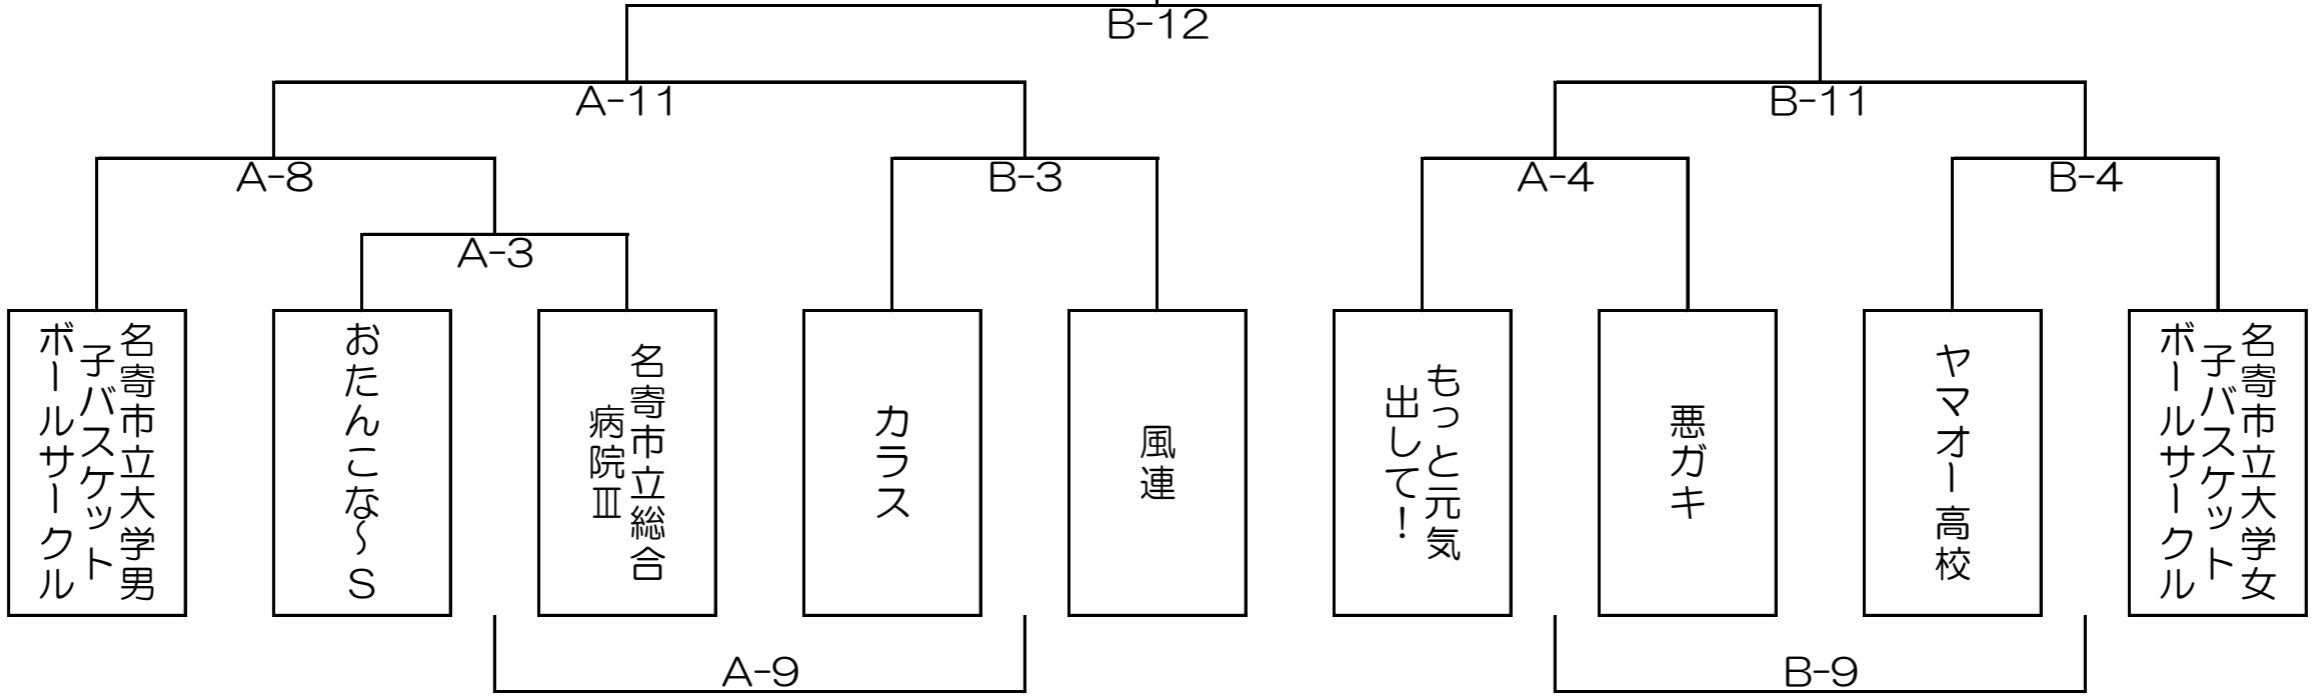 B-12
A-11
B-11
A-8
B-3
A-4
B-4
A-3
名寄市立大学男
子バスケット
ボールサークル
おたんこな～S
名寄市立総合
病院Ⅲ
カラス
風連
もっと元気
出して！
悪ガキ
ヤマオー高校
名寄市立大学女
子バスケット
ボールサークル
A-9
B-9